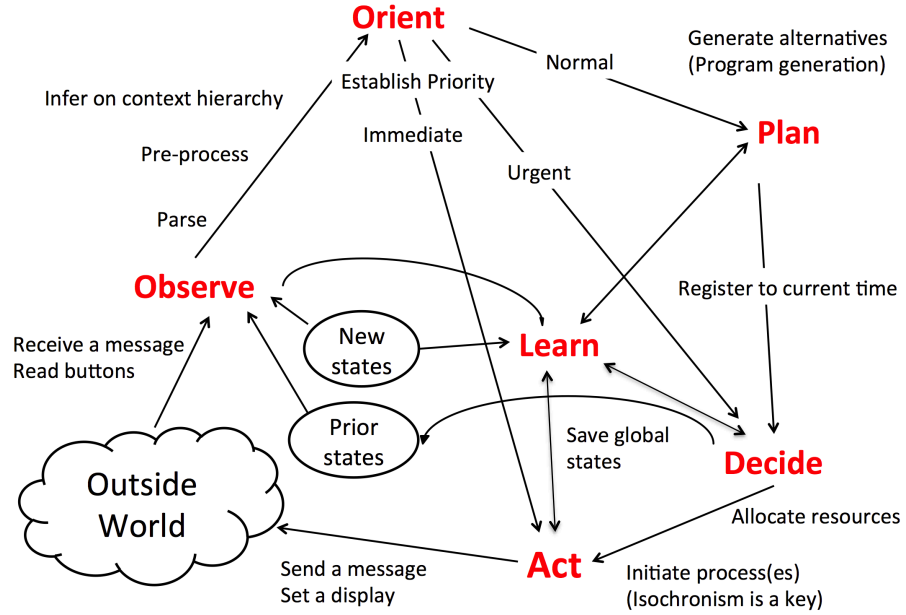 Orient
Generate alternatives
(Program generation)
Normal
Establish Priority
Infer on context hierarchy
Immediate
Plan
Pre-process
Urgent
Parse
Observe
Register to current time
New
states
Learn
Receive a message
Read buttons
Prior
states
Save global
states
Decide
Outside
World
Allocate resources
Act
Send a message
Set a display
Initiate process(es)
(Isochronism is a key)